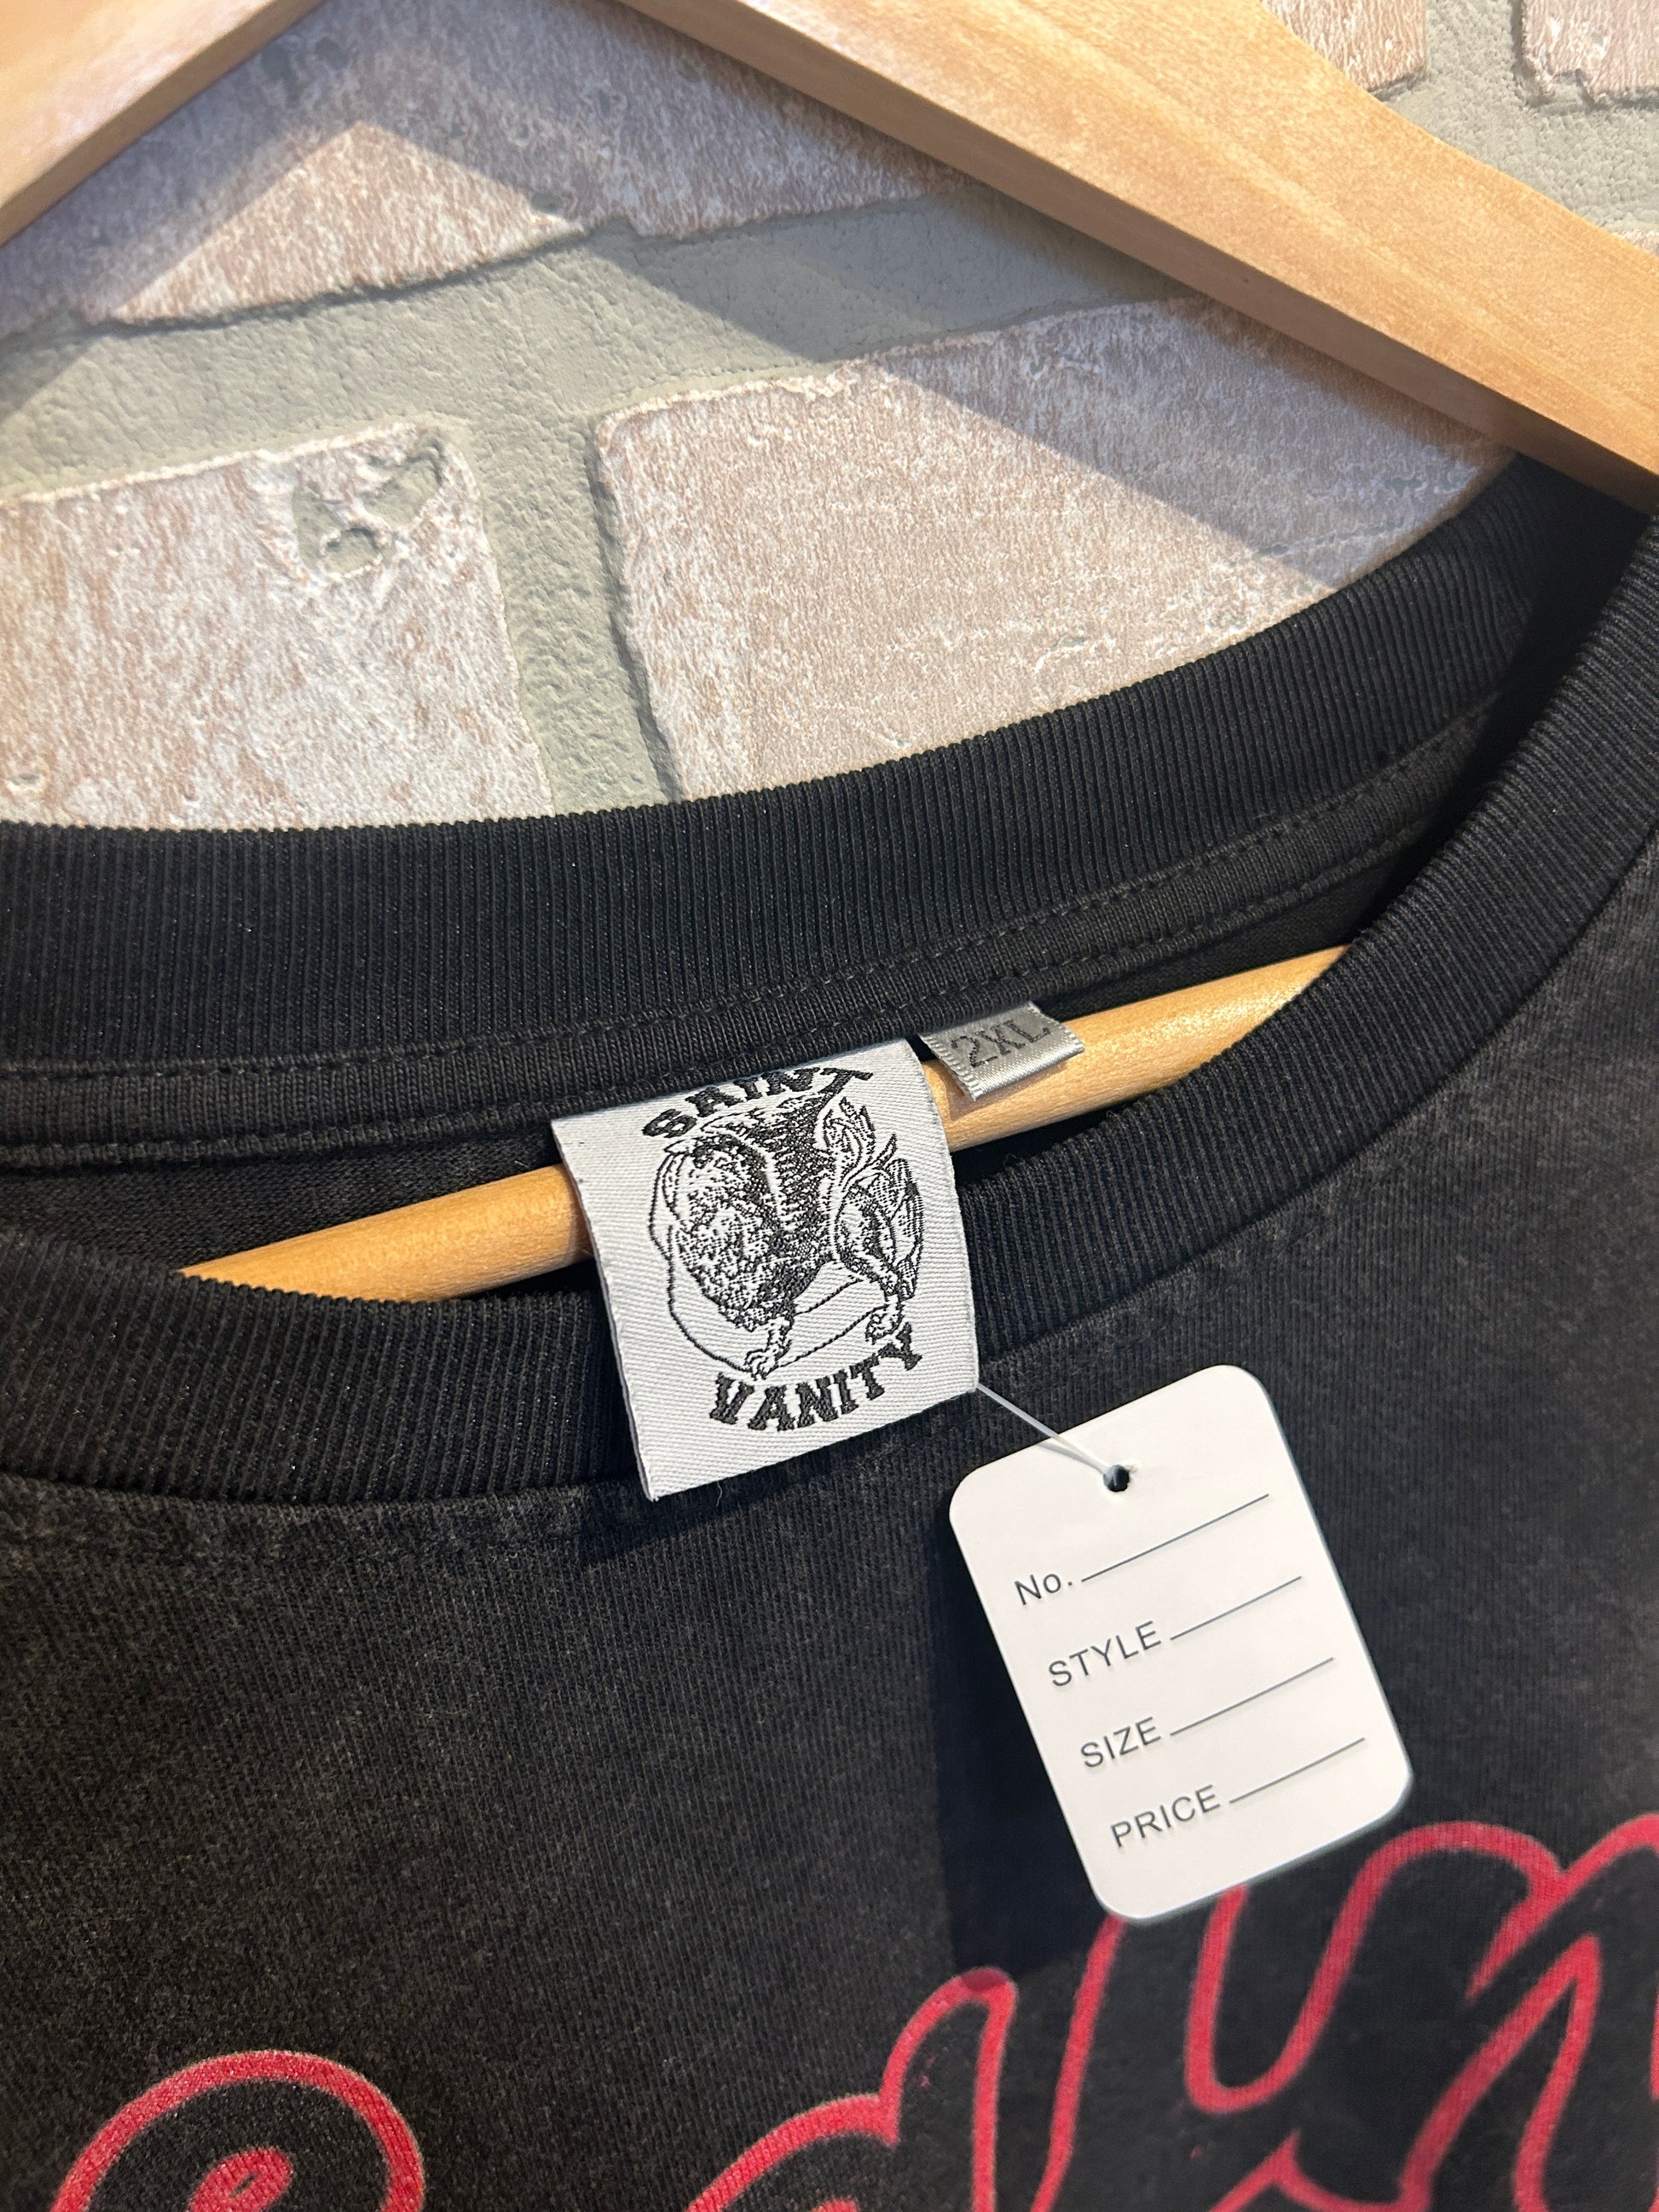 2XL
SAINT
VANITY
No.
STYLE
SIZE
PRICE